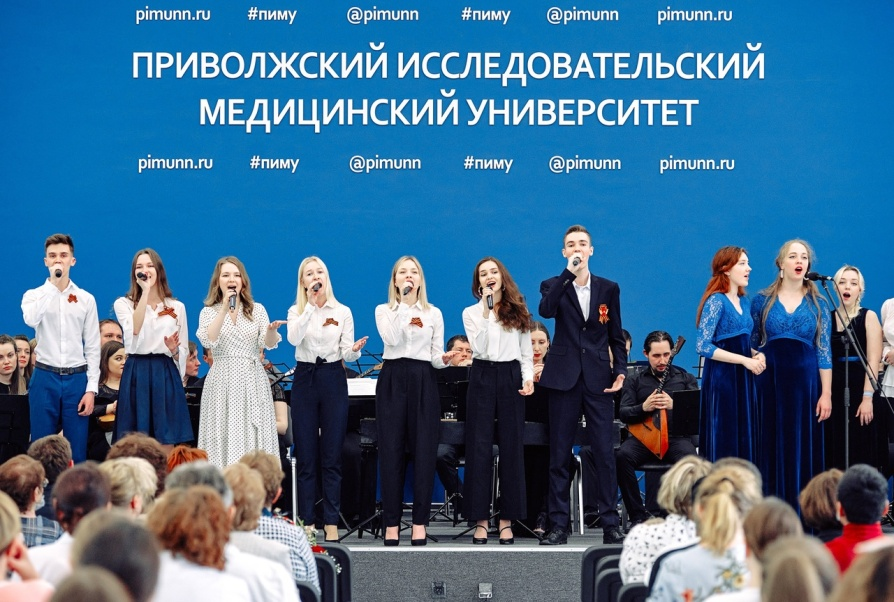 pimunn.ru #пиму @pimunn #пиму @pimunn pimunn.ru
ПРИВОЛЖСКИЙ ИССЛЕДОВАТЕЛЬСКИЙ
МЕДИЦИНСКИЙ УНИВЕРСИТЕТ
pimunn.ru #пиму @pimunn #пиму @pimunn pimunn.ru